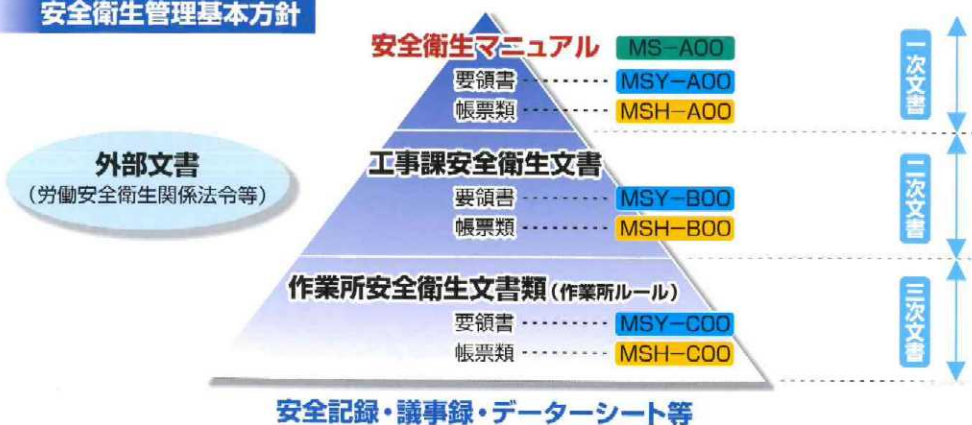 安全衛生管理基本方針
安全衛生マニュアル MS-A00
要領書 ‥‥‥‥ MSY-A00
帳票類 ‥‥‥‥ MSH-A00
一次文書
外部文書
(労働安全衛生関係法令等)
工事課安全衛生文書
要領書 ‥‥‥‥ MSY-B00
帳票類 ‥‥‥‥ MSH-B00
二次文書
作業所安全衛生文書類(作業所ルール)
要領書 ‥‥‥‥ MSY-C00
帳票類 ‥‥‥‥ MSH-C00
三次文書
安全記録・議事録・データーシート等